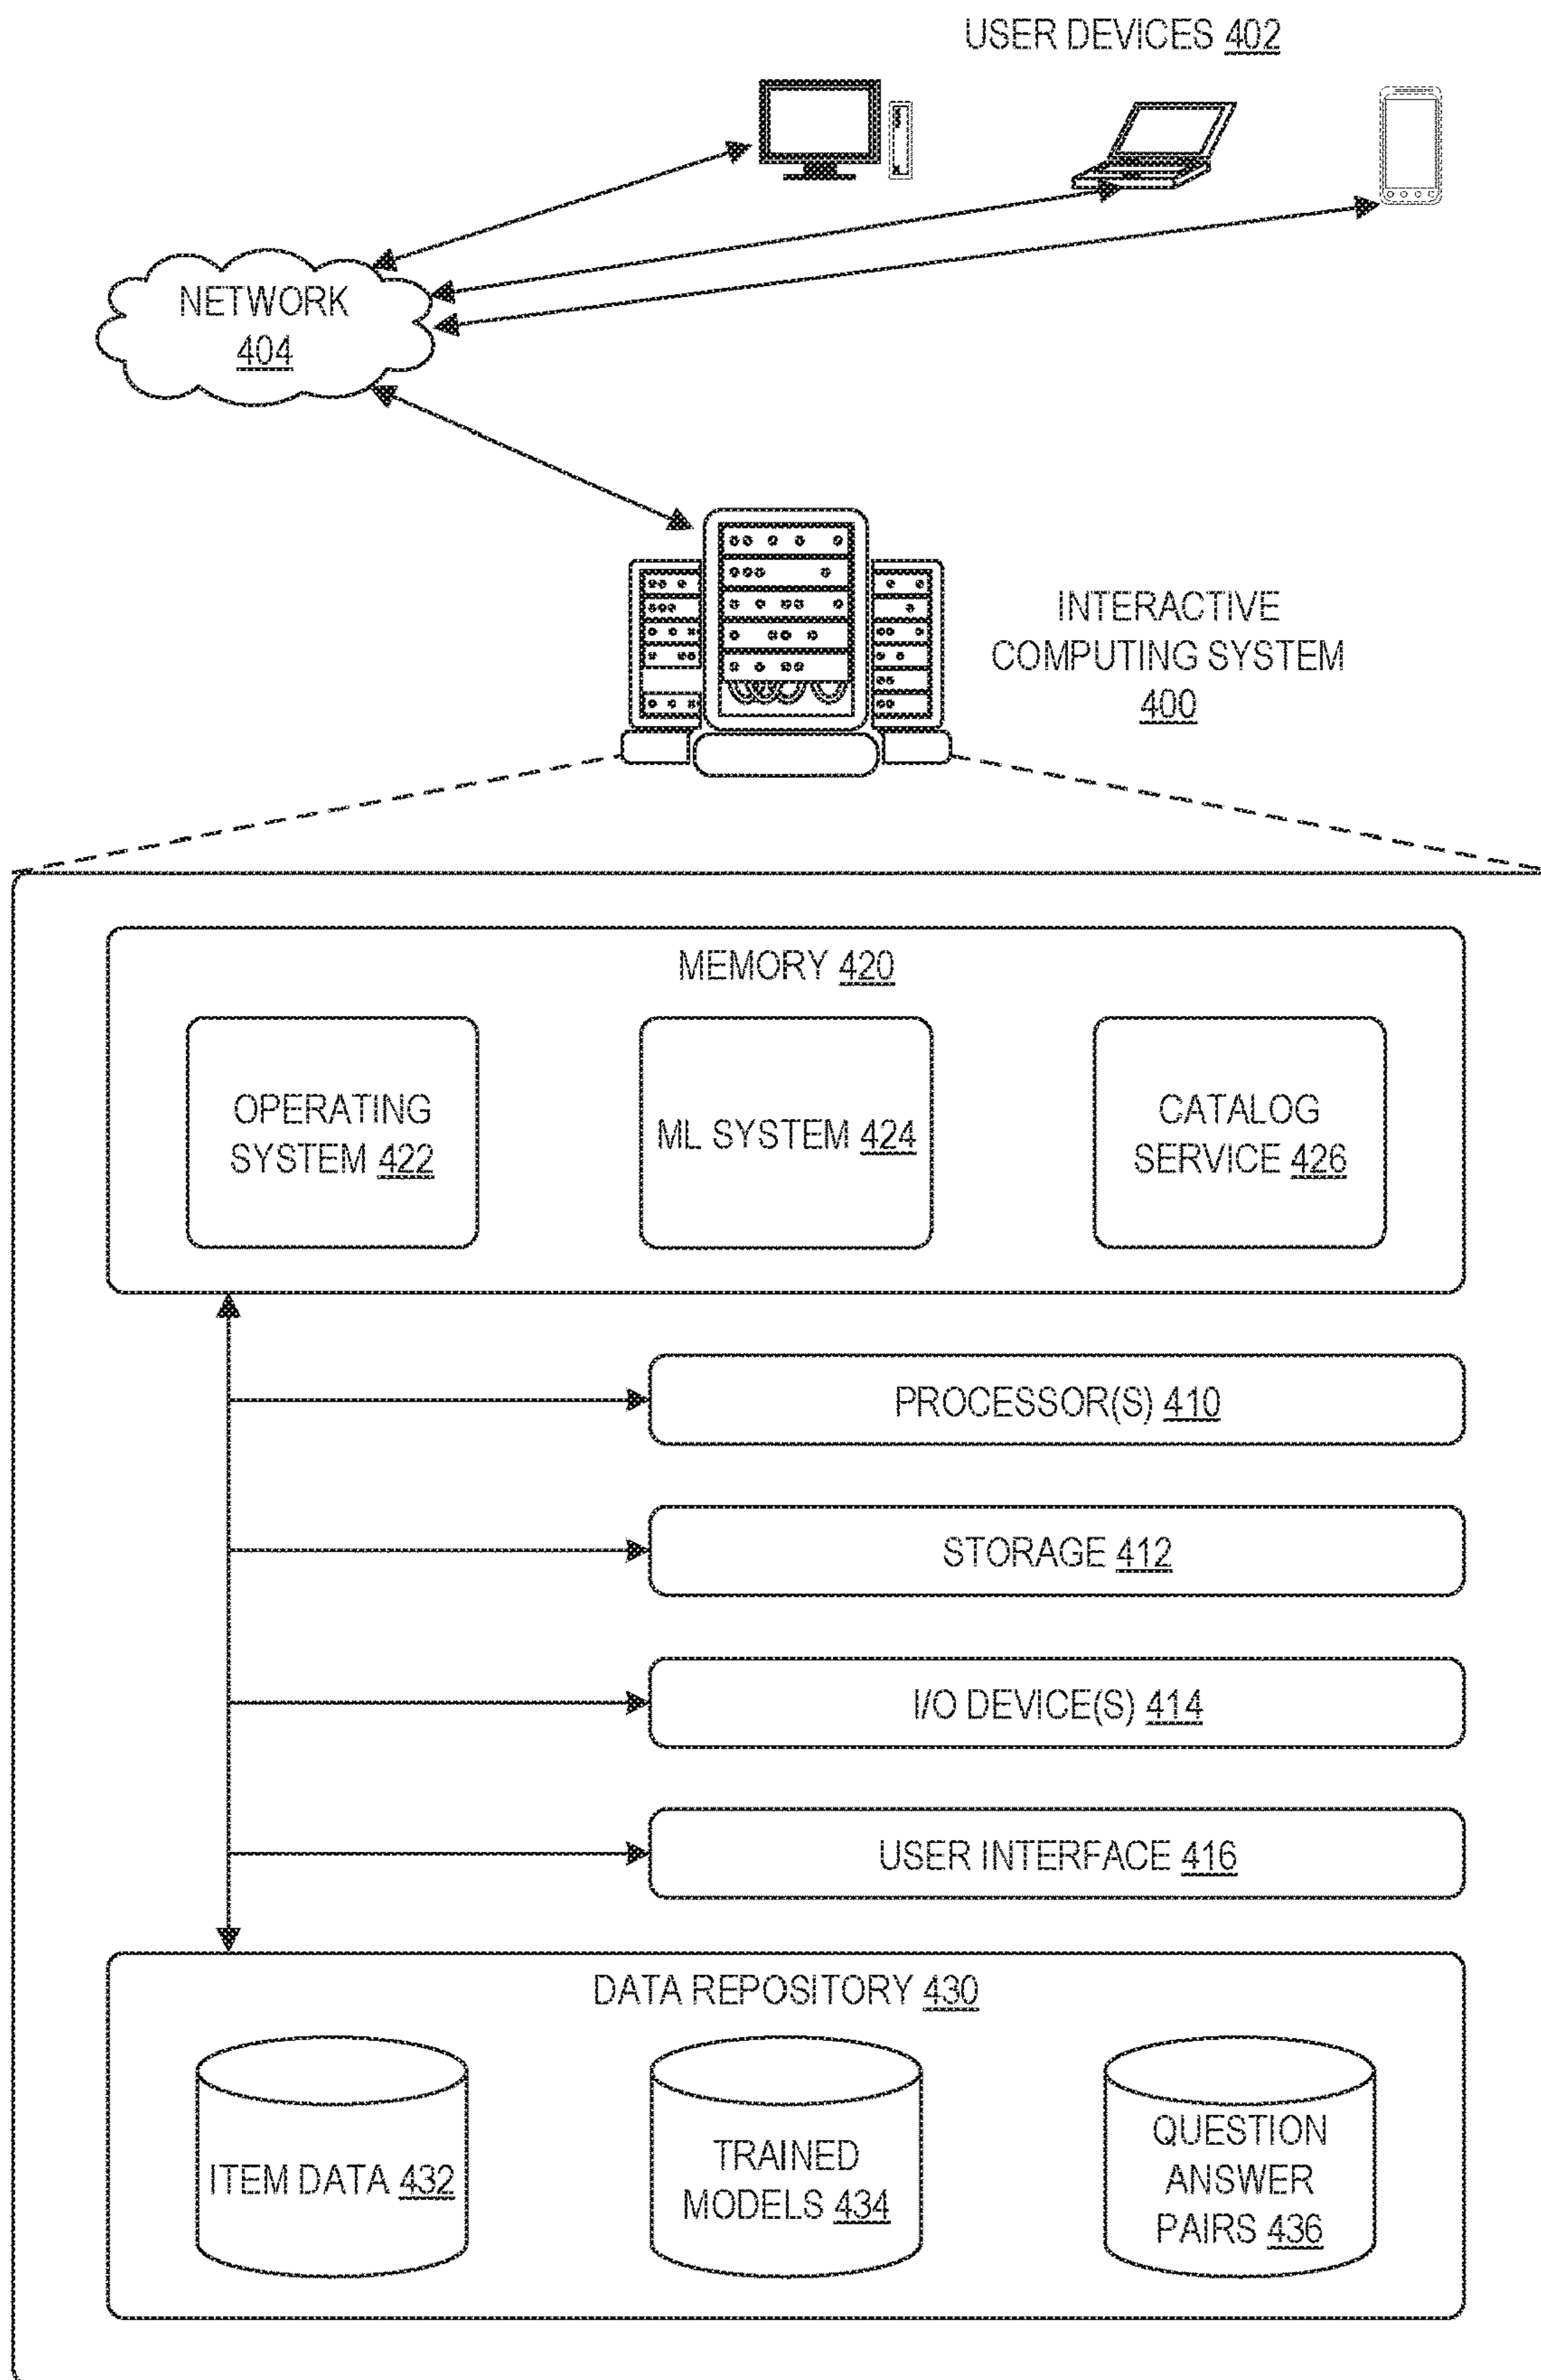 USER DEVICES 402
NETWORK
404
INTERACTIVE
COMPUTING SYSTEM
400
MEMORY 420
OPERATING
SYSTEM 422
ML SYSTEM 424
CATALOG
SERVICE 426
PROCESSOR(S) 410
STORAGE 412
I/O DEVICE(S) 414
USER INTERFACE 416
DATA REPOSITORY 430
ITEM DATA 432
TRAINED
MODELS 434
QUESTION
ANSWER
PAIRS 436